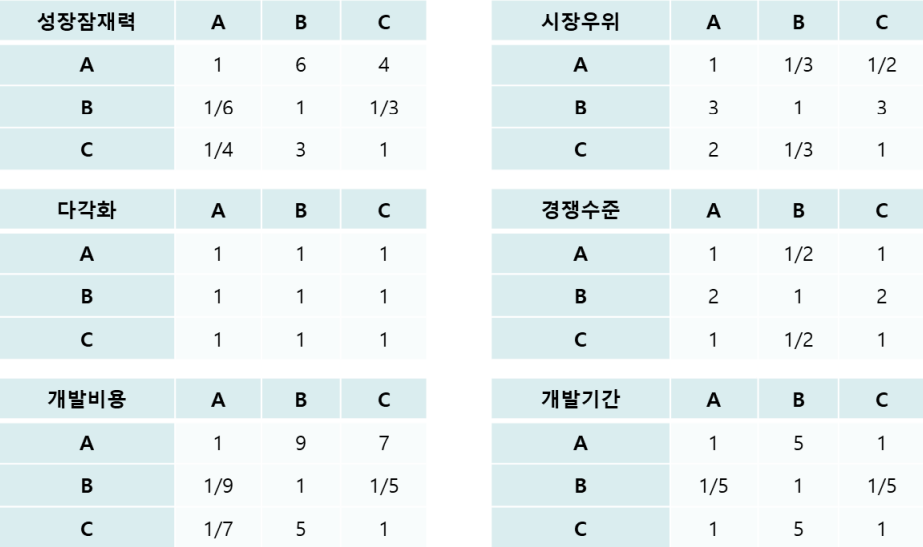 성장잠재력 A B C
A 1 6 4
B 1/6 1 1/3
C 1/4 3 1
시장우위 A B C
A 1 1/3 1/2
B 3 1 3
C 2 1/3 1
다각화 A B C
A 1 1 1
B 1 1 1
C 1 1 1
경쟁수준 A B C
A 1 1/2 1
B 2 1 2
C 1 1/2 1
개발비용 A B C
A 1 9 7
B 1/9 1 1/5
C 1/7 5 1
개발기간 A B C
A 1 5 1
B 1/5 1 1/5
C 1 5 1